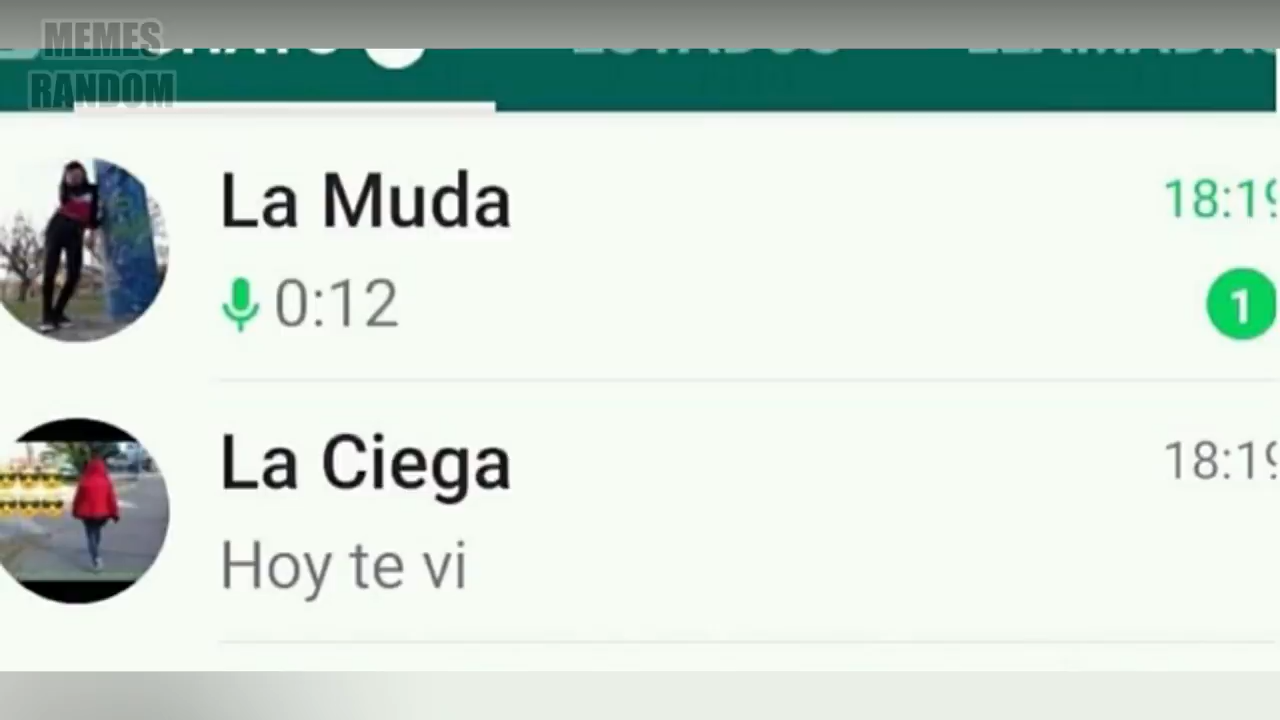 MEMES
RANDOM
La Muda
18:19
0:12
1
La Ciega
18:19
Hoy te vi